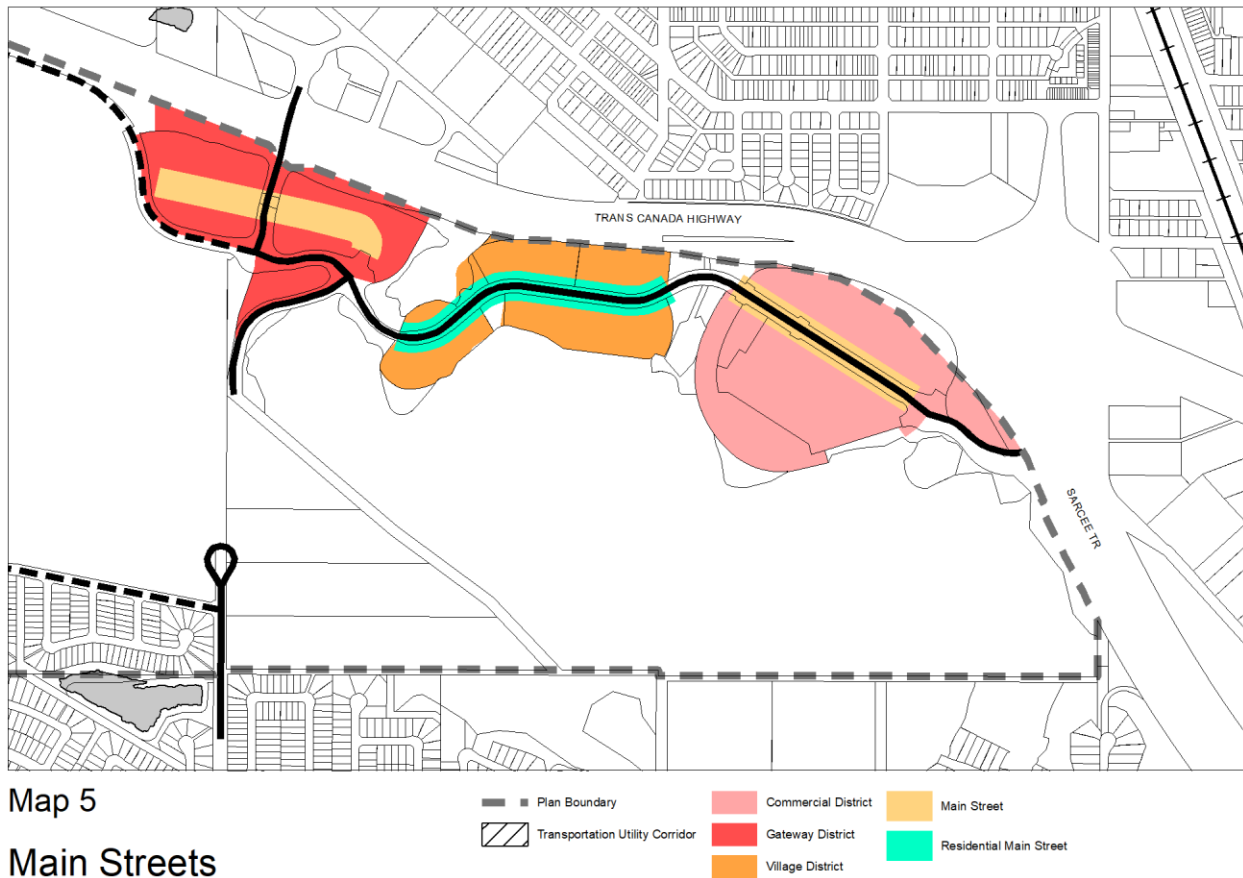 TRANS CANADA HIGHWAY
SARCEE TR
Map 5
Main Streets
Plan Boundary
Transportation Utility Corridor
Commercial District
Gateway District
Village District
Main Street
Residential Main Street